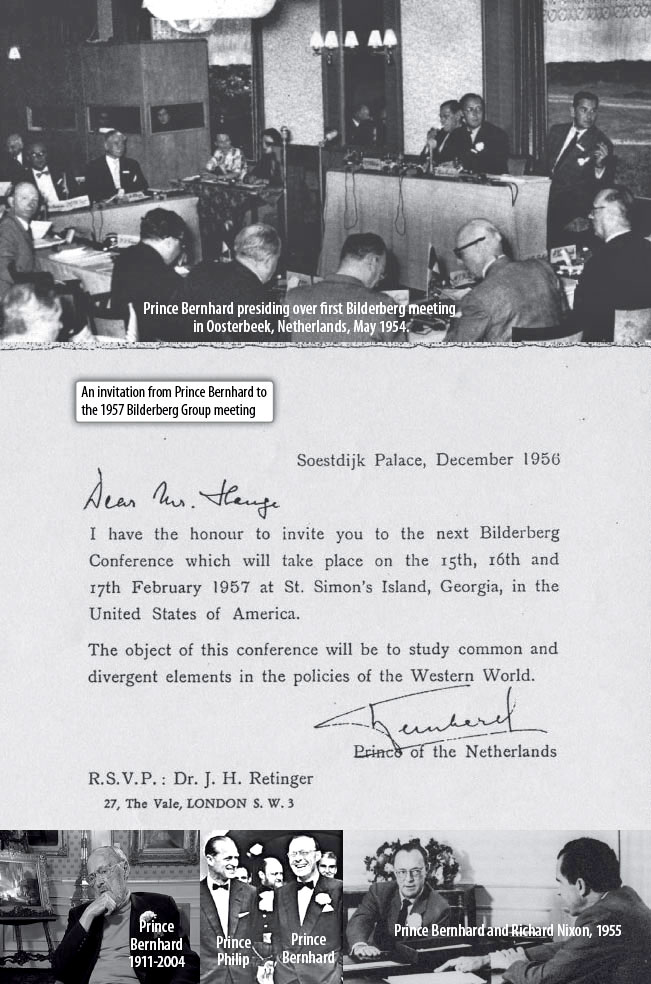 Prince Bernhard presiding over first Bilderberg meeting
in Oosterbeek, Netherlands, May 1954.
An invitation from Prince Bernhard to
the 1957 Bilderberg Group meeting
Soestdijk Palace, December 1956
Dear Mr. Hauge
I have the honour to invite you to the next Bilderberg
Conference which will take place on the 15th, 16th and
17th February 1957 at St. Simon's Island, Georgia, in the
United States of America.
The object of this conference will be to study common and
divergent elements in the policies of the Western World.
Bernhard
Prince of the Netherlands
R.S.V.P.: Dr. J. H. Retinger
27, The Vale, LONDON S. W. 3
Prince
Bernhard
1911-2004
Prince
Philip
Prince
Bernhard
Prince Bernhard and Richard Nixon, 1955